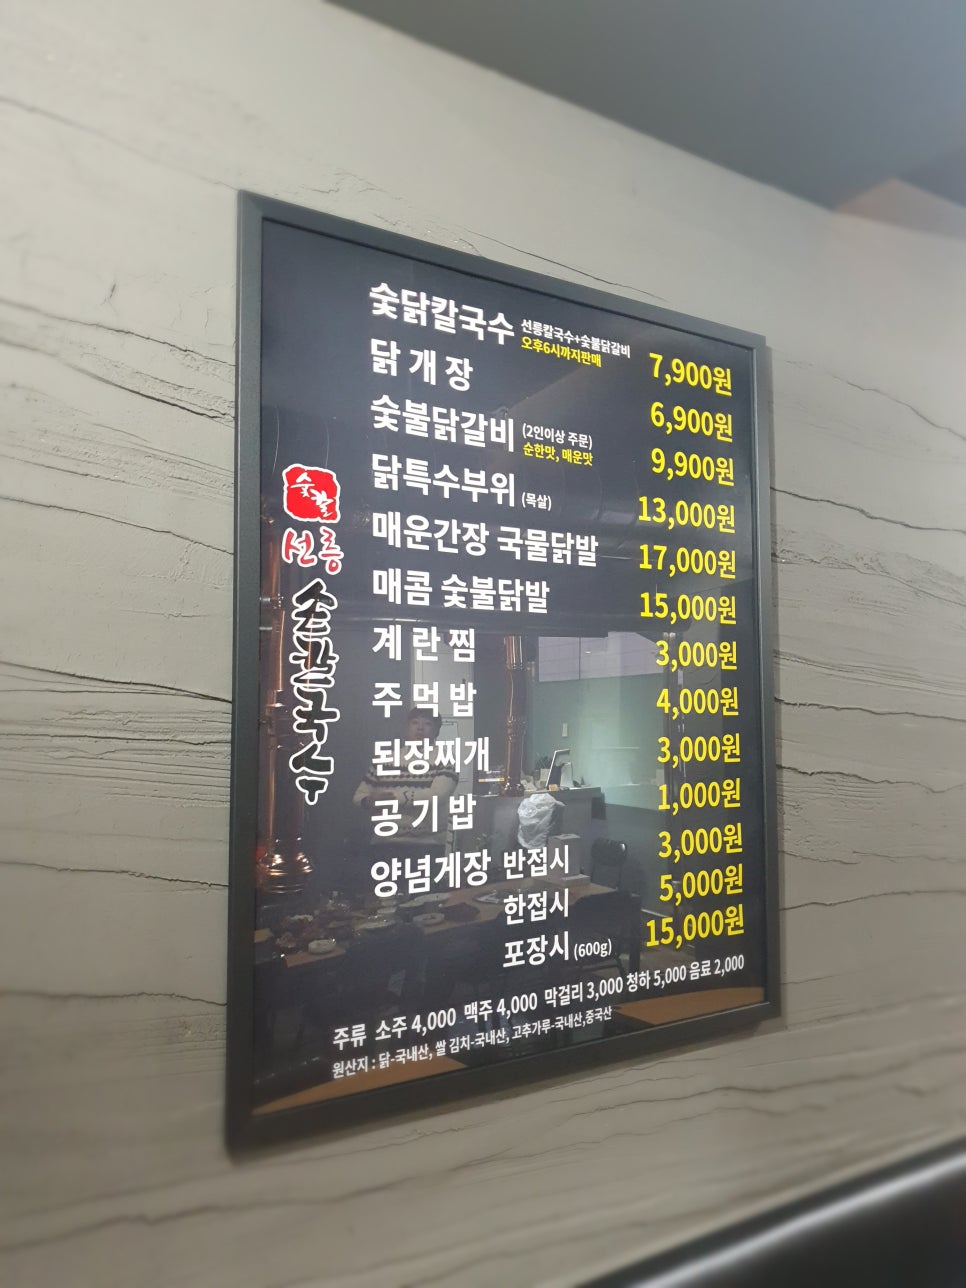 숯닭칼국수 선릉칼국수+숯불닭갈비 7,900원
오후6시까지판매
닭개장 6,900원
숯불닭갈비 (2인이상 주문) 9,900원
순한맛, 매운맛
닭특수부위 (목살) 13,000원
매운간장 국물닭발 17,000원
매콤 숯불닭발 15,000원
계란찜 3,000원
주먹밥 4,000원
된장찌개 3,000원
공기밥 1,000원
양념게장 반접시 3,000원
한접시 5,000원
포장시 (600g) 15,000원
주류 소주 4,000 맥주 4,000 막걸리 3,000 청하 5,000 음료 2,000
원산지 : 닭-국내산, 쌀 김치-국내산, 고추가루-국내산,중국산
숯칼
선릉
손칼국수